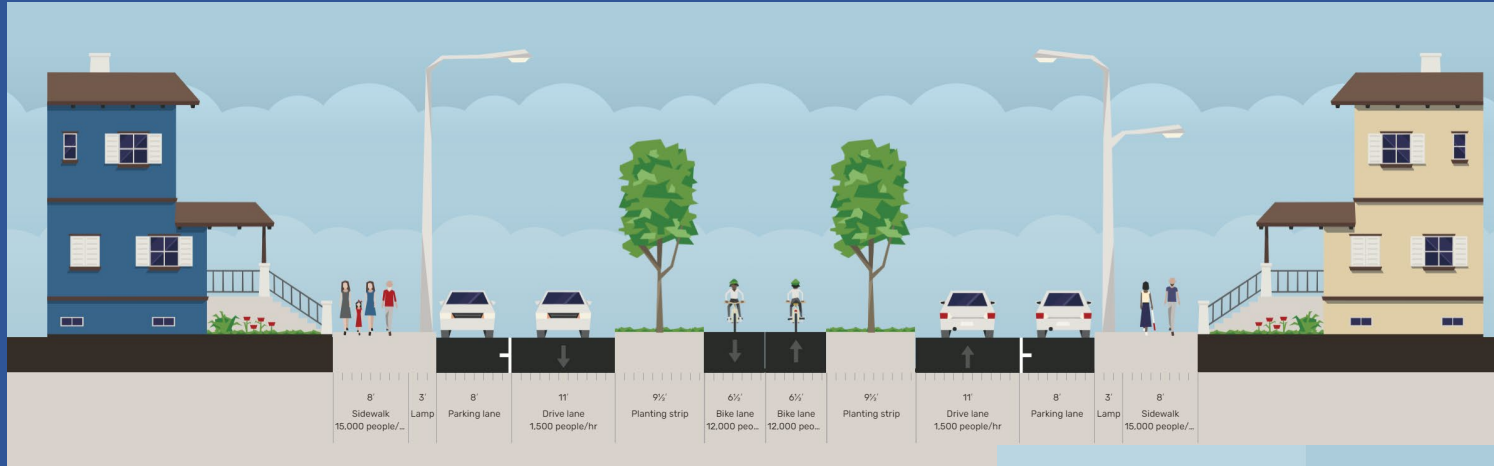 8'
Sidewalk
15,000 people/...
3'
Lamp
8'
Parking lane
11'
Drive lane
1,500 people/hr
9½'
Planting strip
6½'
Bike lane
12,000 peo...
6½'
Bike lane
12,000 peo...
9½'
Planting strip
11'
Drive lane
1,500 people/hr
8'
Parking lane
3'
Lamp
8'
Sidewalk
15,000 people/...